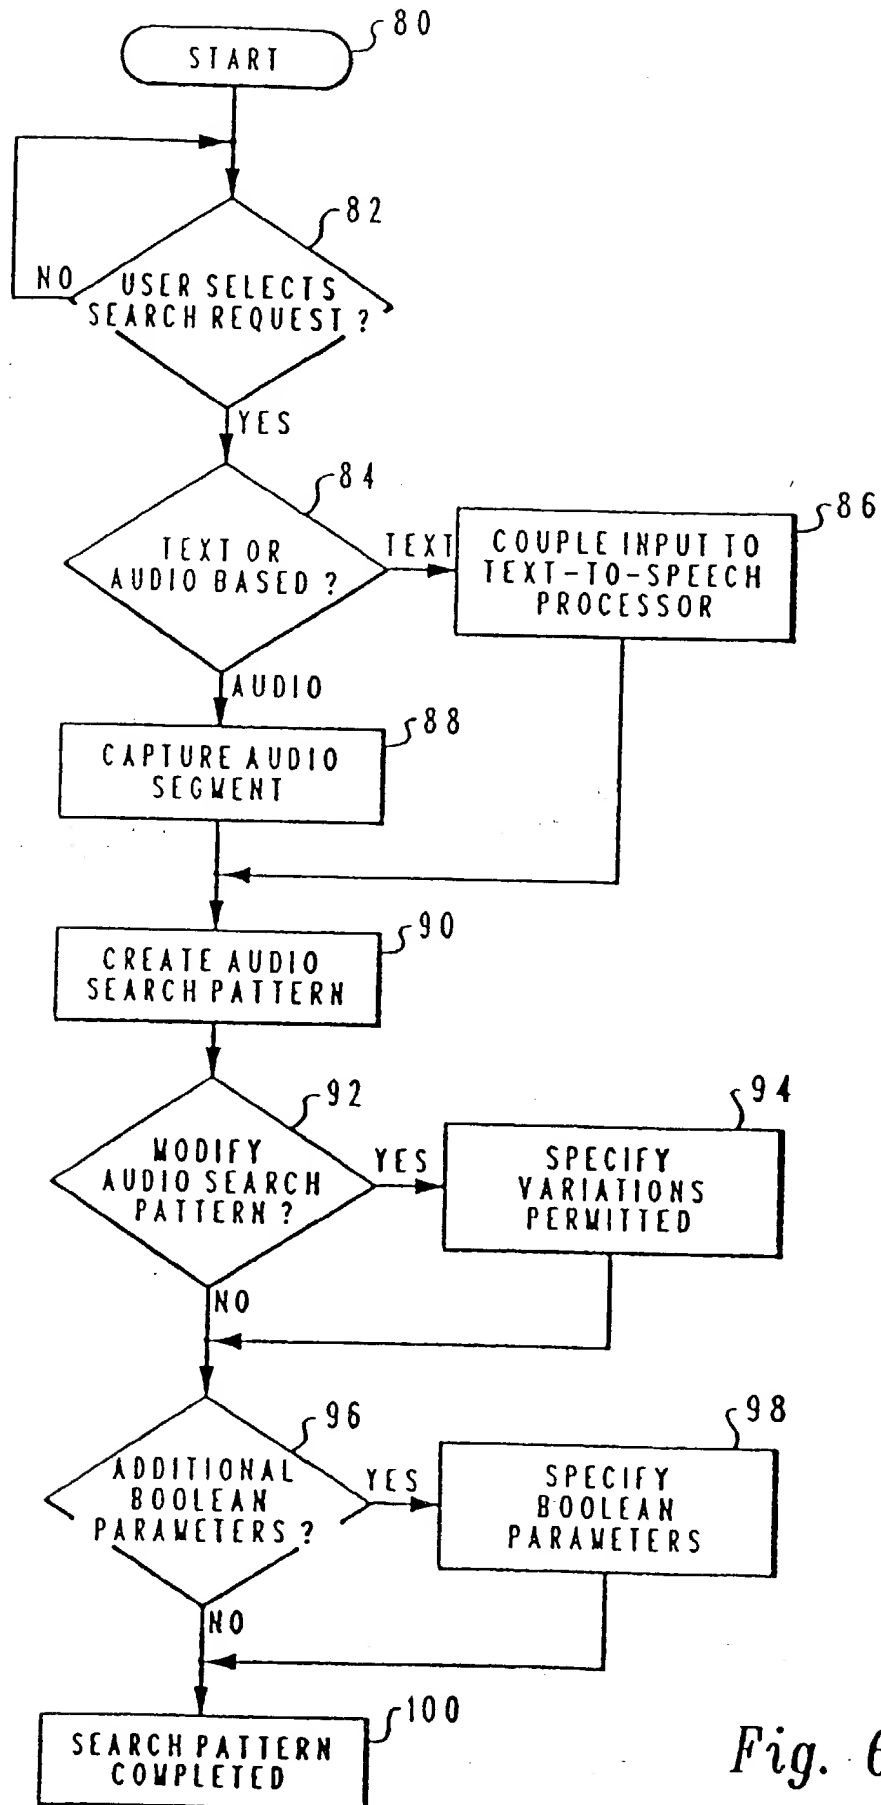 80
START
82
NO
USER SELECTS
SEARCH REQUEST ?
YES
84
TEXT OR
AUDIO BASED ?
TEXT
86
COUPLE INPUT TO
TEXT-TO-SPEECH
PROCESSOR
AUDIO
88
CAPTURE AUDIO
SEGMENT
90
CREATE AUDIO
SEARCH PATTERN
92
MODIFY
AUDIO SEARCH
PATTERN ?
YES
94
SPECIFY
VARIATIONS
PERMITTED
NO
96
ADDITIONAL
BOOLEAN
PARAMETERS ?
YES
98
SPECIFY
BOOLEAN
PARAMETERS
NO
100
SEARCH PATTERN
COMPLETED
Fig. 6